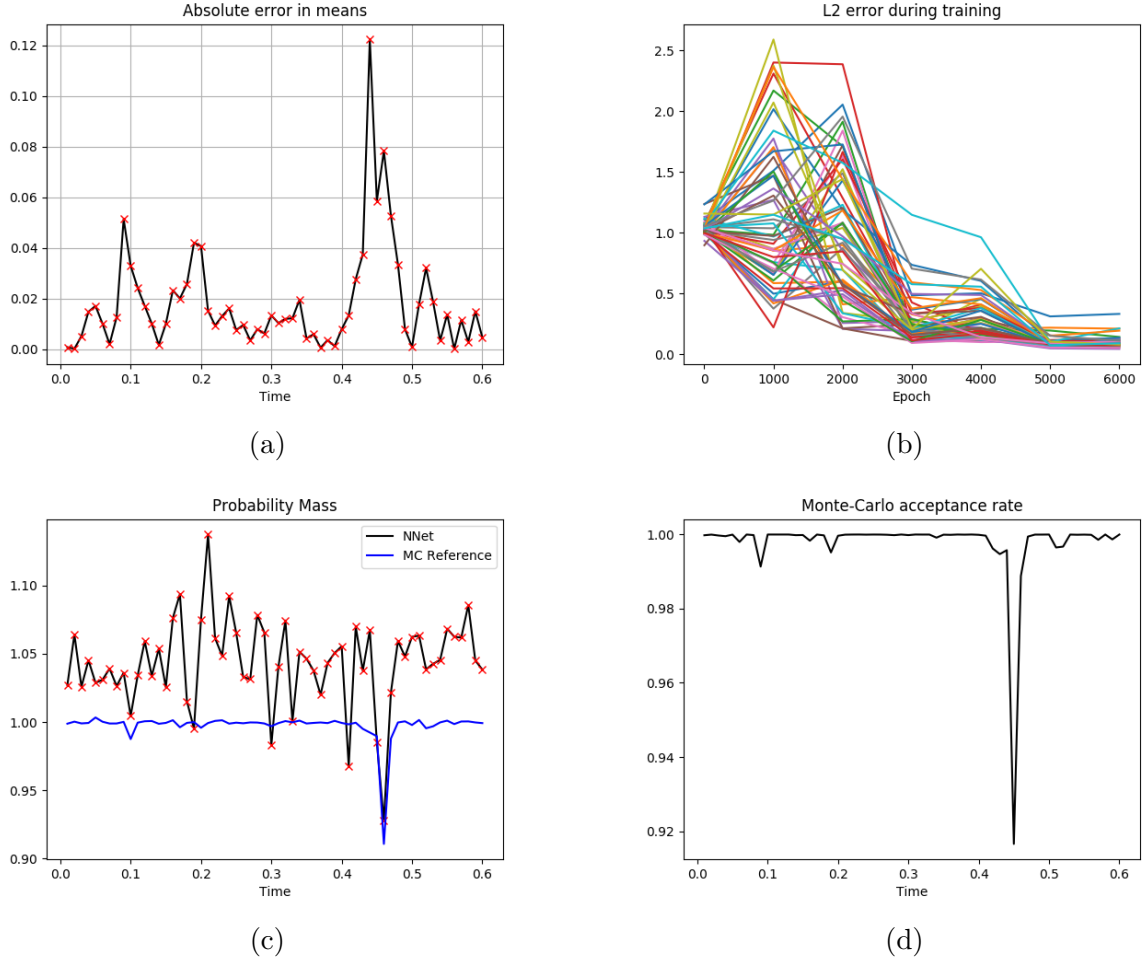 Absolute error in means
0.12
0.10
0.08
0.06
0.04
0.02
0.00
0.0 0.1 0.2 0.3 0.4 0.5 0.6
Time
(a)
L2 error during training
2.5
2.0
1.5
1.0
0.5
0.0
0 1000 2000 3000 4000 5000 6000
Epoch
(b)
Probability Mass
NNet
MC Reference
1.10
1.05
1.00
0.95
0.90
0.0 0.1 0.2 0.3 0.4 0.5 0.6
Time
(c)
Monte-Carlo acceptance rate
1.00
0.98
0.96
0.94
0.92
0.0 0.1 0.2 0.3 0.4 0.5 0.6
Time
(d)